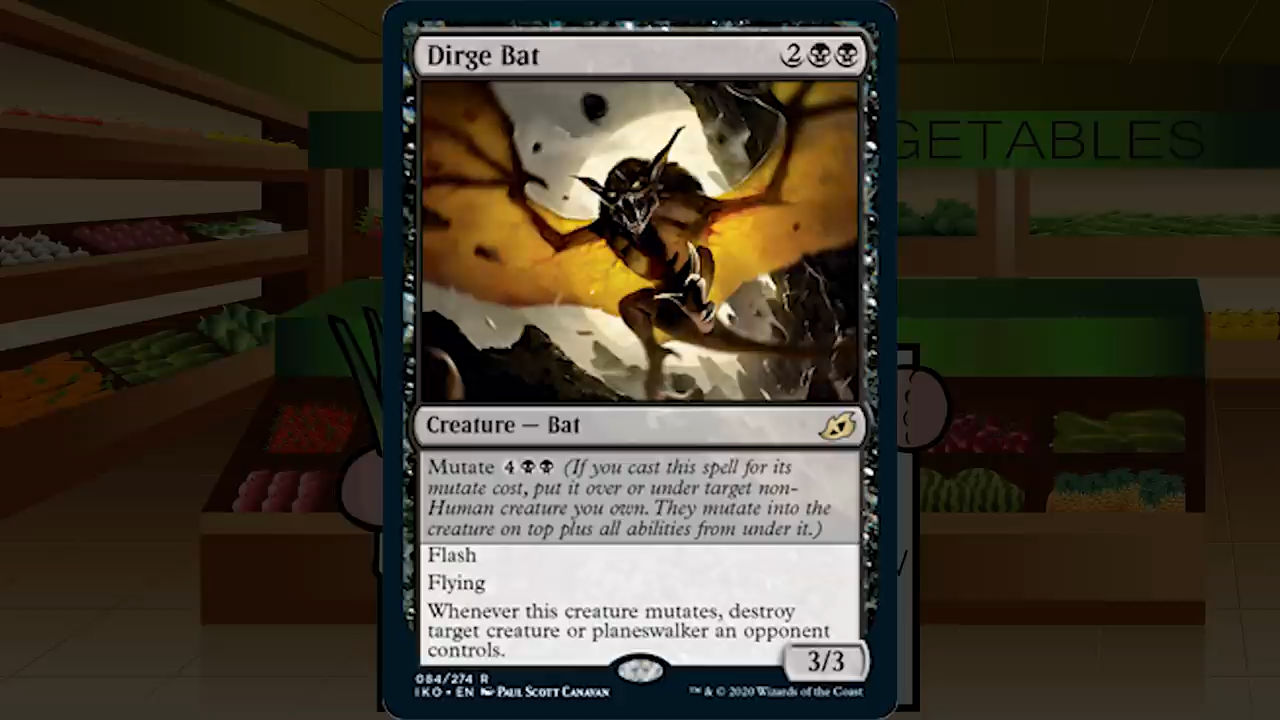 Dirge Bat 2
GETABLES
Creature — Bat
Mutate 4 (If you cast this spell for its
mutate cost, put it over or under target non-
Human creature you own. They mutate into the
creature on top plus all abilities from under it.)
Flash
Flying
Whenever this creature mutates, destroy
target creature or planeswalker an opponent
controls.
3/3
084/274 R
IKO • EN PAUL SCOTT CANAVAN
™ & © 2020 Wizards of the Coast